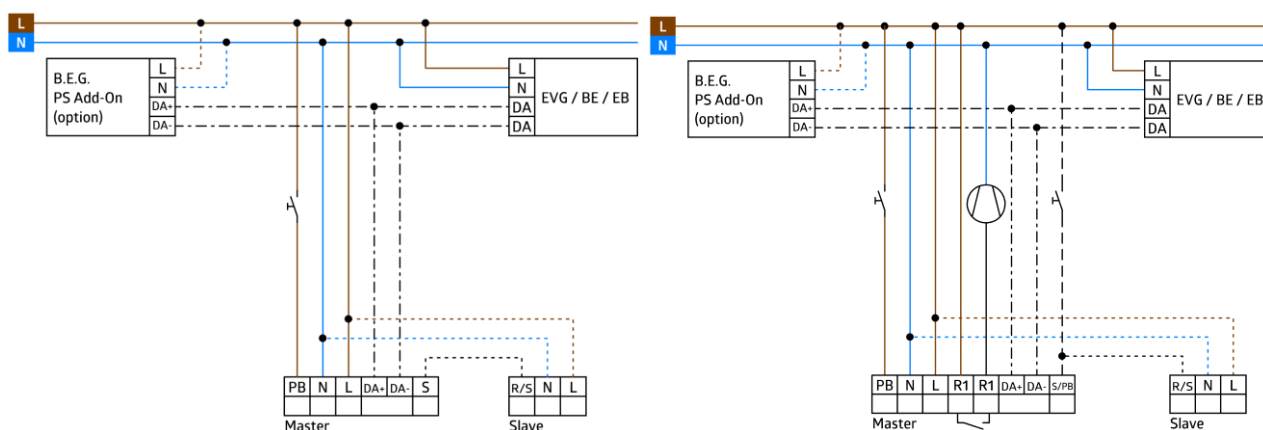 L
N
B.E.G.
PS Add-On
(option)
L
N
DA+
DA-
L
N
DA
DA
EVG / BE / EB
PB N L DA+ DA- S
Master
R/S N L
Slave
L
N
B.E.G.
PS Add-On
(option)
L
N
DA+
DA-
L
N
DA
DA
EVG / BE / EB
PB N L R1 R1 DA+ DA- S/PB
Master
R/S N L
Slave